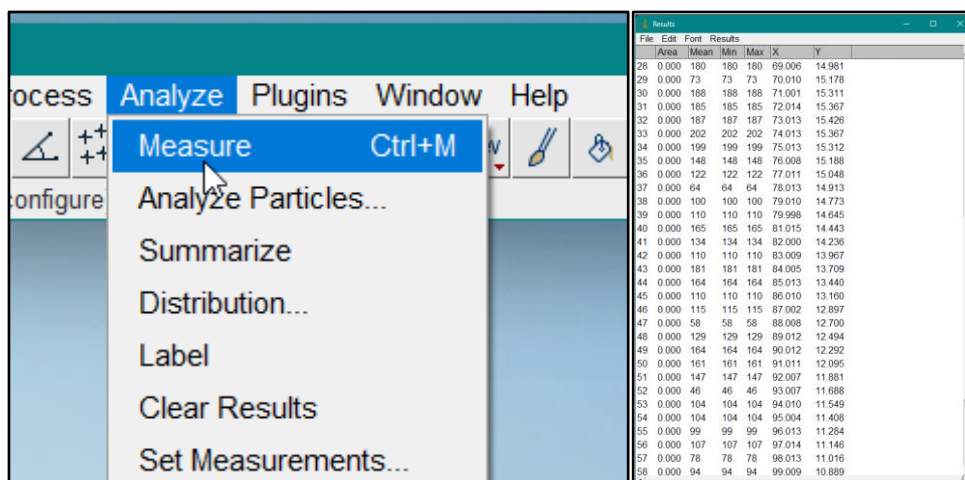 ocess Analyze Plugins Window Help
Measure Ctrl+M
onfigure
Analyze Particles...
Summarize
Distribution...
Label
Clear Results
Set Measurements...
Results
File Edit Font Results
Area Mean Min Max X Y
28 0.000 180 180 180 69.006 14.981
29 0.000 73 73 73 70.010 15.178
30 0.000 188 188 188 71.001 15.311
31 0.000 185 185 185 72.014 15.367
32 0.000 187 187 187 73.013 15.426
33 0.000 202 202 202 74.013 15.367
34 0.000 199 199 199 75.013 15.312
35 0.000 148 148 148 76.008 15.188
36 0.000 122 122 122 77.011 15.048
37 0.000 64 64 64 78.013 14.913
38 0.000 100 100 100 79.010 14.773
39 0.000 110 110 110 79.998 14.645
40 0.000 165 165 165 81.015 14.443
41 0.000 134 134 134 82.000 14.236
42 0.000 110 110 110 83.009 13.967
43 0.000 181 181 181 84.005 13.709
44 0.000 164 164 164 85.013 13.440
45 0.000 110 110 110 86.010 13.160
46 0.000 115 115 115 87.002 12.897
47 0.000 58 58 58 88.008 12.700
48 0.000 129 129 129 89.012 12.494
49 0.000 164 164 164 90.012 12.292
50 0.000 161 161 161 91.011 12.095
51 0.000 147 147 147 92.007 11.881
52 0.000 46 46 46 93.007 11.688
53 0.000 104 104 104 94.010 11.549
54 0.000 104 104 104 95.004 11.408
55 0.000 99 99 99 96.013 11.284
56 0.000 107 107 107 97.014 11.146
57 0.000 78 78 78 98.013 11.016
58 0.000 94 94 94 99.009 10.889